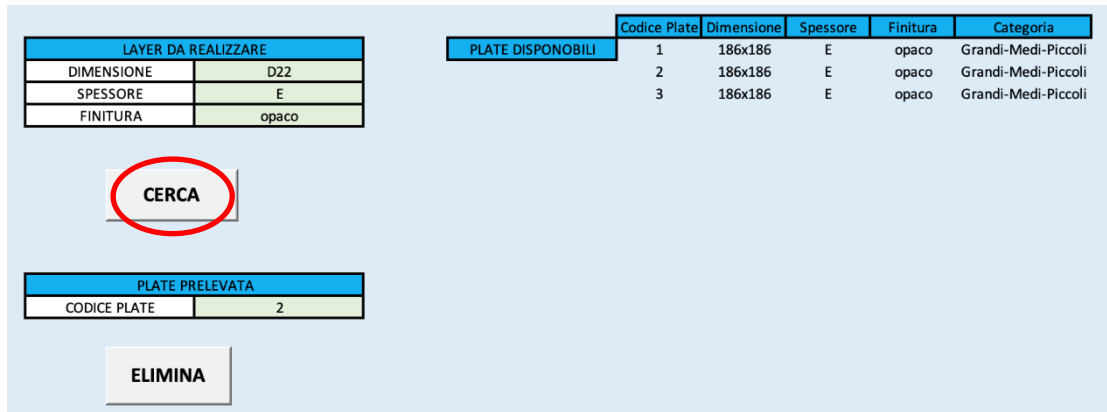 Codice Plate Dimensione Spessore Finitura Categoria
LAYER DA REALIZZARE PLATE DISPONOBILI 1 186x186 E opaco Grandi-Medi-Piccoli
DIMENSIONE D22 2 186x186 E opaco Grandi-Medi-Piccoli
SPESSORE E 3 186x186 E opaco Grandi-Medi-Piccoli
FINITURA opaco
CERCA
PLATE PRELEVATA
CODICE PLATE 2
ELIMINA